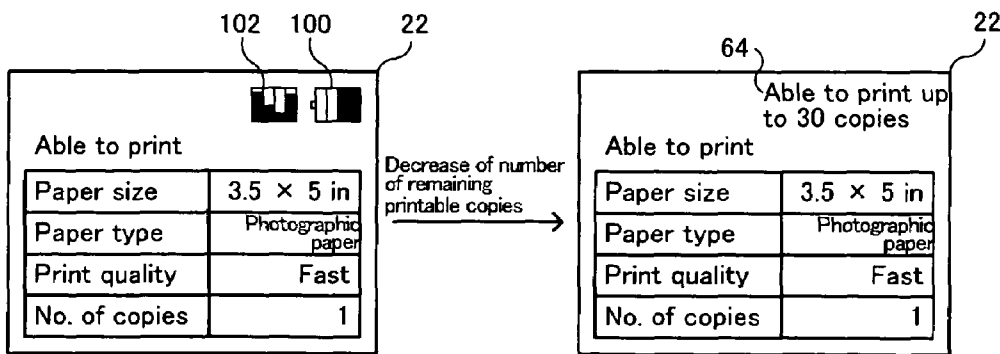 102 100 22
Able to print
Paper size 3.5 × 5 in
Paper type Photographic
paper
Print quality Fast
No. of copies 1
Decrease of number
of remaining
printable copies
64 22
Able to print up
to 30 copies
Able to print
Paper size 3.5 × 5 in
Paper type Photographic
paper
Print quality Fast
No. of copies 1